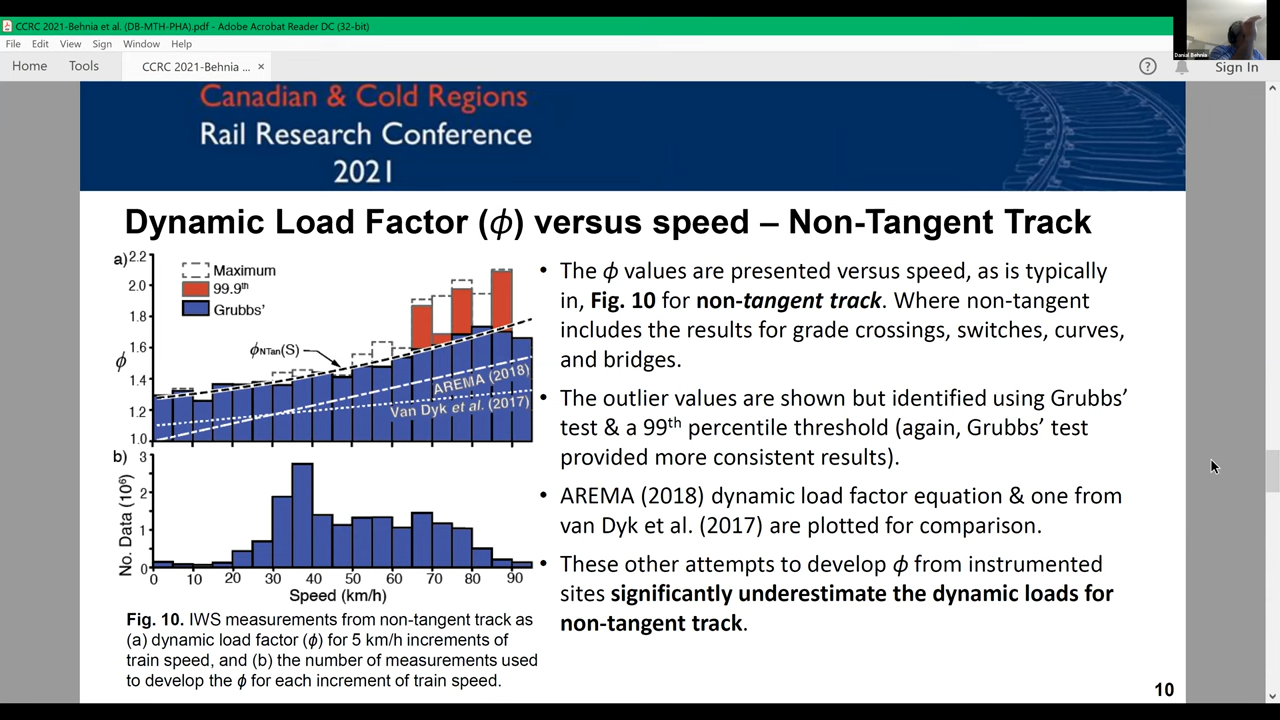 CCRC 2021-Behnia et al. (DB-MTH-PHA).pdf - Adobe Acrobat Reader DC (32-bit)
File Edit View Sign Window Help
Home Tools CCRC 2021-Behnia ... × ? Sign In
Danial Behnia
Canadian & Cold Regions
Rail Research Conference
2021
Dynamic Load Factor (ϕ) versus speed – Non-Tangent Track
a) 2.2
2.0
1.8
1.6
1.4
1.2
1.0
ϕ
Maximum
99.9th
Grubbs'
ϕNTan(S)
AREMA (2018)
Van Dyk et al. (2017)
b) 3
2
1
0
No. Data (10⁶)
0 10 20 30 40 50 60 70 80 90
Speed (km/h)
Fig. 10. IWS measurements from non-tangent track as
(a) dynamic load factor (ϕ) for 5 km/h increments of
train speed, and (b) the number of measurements used
to develop the ϕ for each increment of train speed.
• The ϕ values are presented versus speed, as is typically
in, Fig. 10 for non-tangent track. Where non-tangent
includes the results for grade crossings, switches, curves,
and bridges.
• The outlier values are shown but identified using Grubbs'
test & a 99th percentile threshold (again, Grubbs' test
provided more consistent results).
• AREMA (2018) dynamic load factor equation & one from
van Dyk et al. (2017) are plotted for comparison.
• These other attempts to develop ϕ from instrumented
sites significantly underestimate the dynamic loads for
non-tangent track.
10